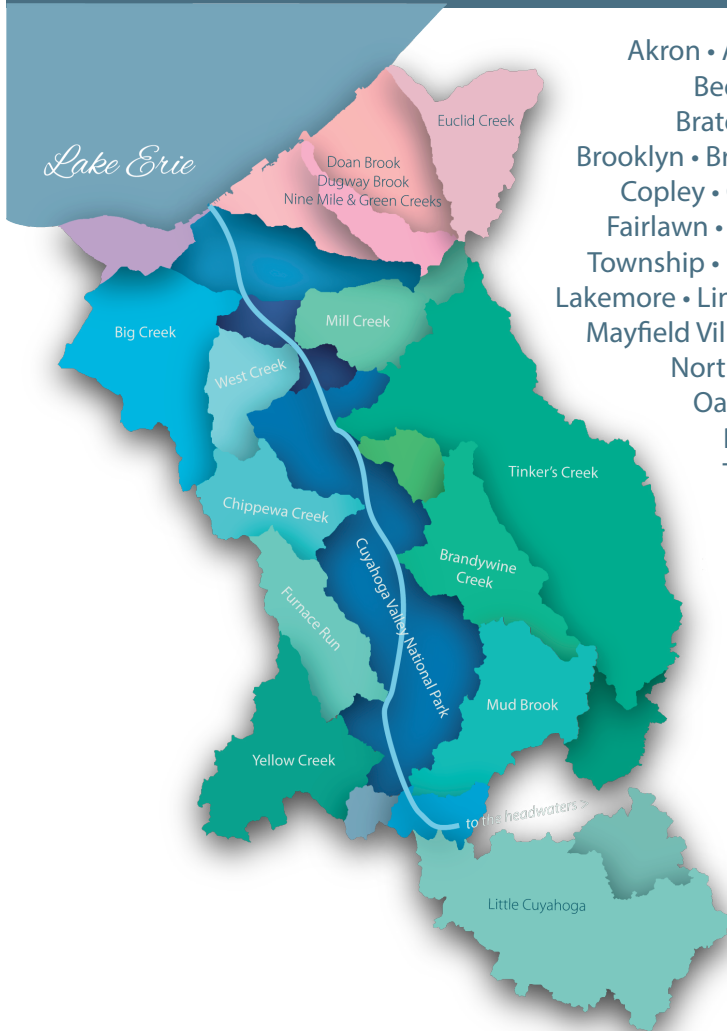 Akron •
Brooklyn •
Copley •
Fairlawn •
Township •
Lakemore •
Mayfield
Lake Erie
Euclid Creek
Doan Brook
Dugway Brook
Nine Mile & Green Creeks
Big Creek
Mill Creek
West Creek
Tinker's Creek
Chippewa Creek
Brandywine
Creek
Cuyahoga Valley National Park
Furnace Run
Mud Brook
Yellow Creek
to the headwaters >
Little Cuyahoga